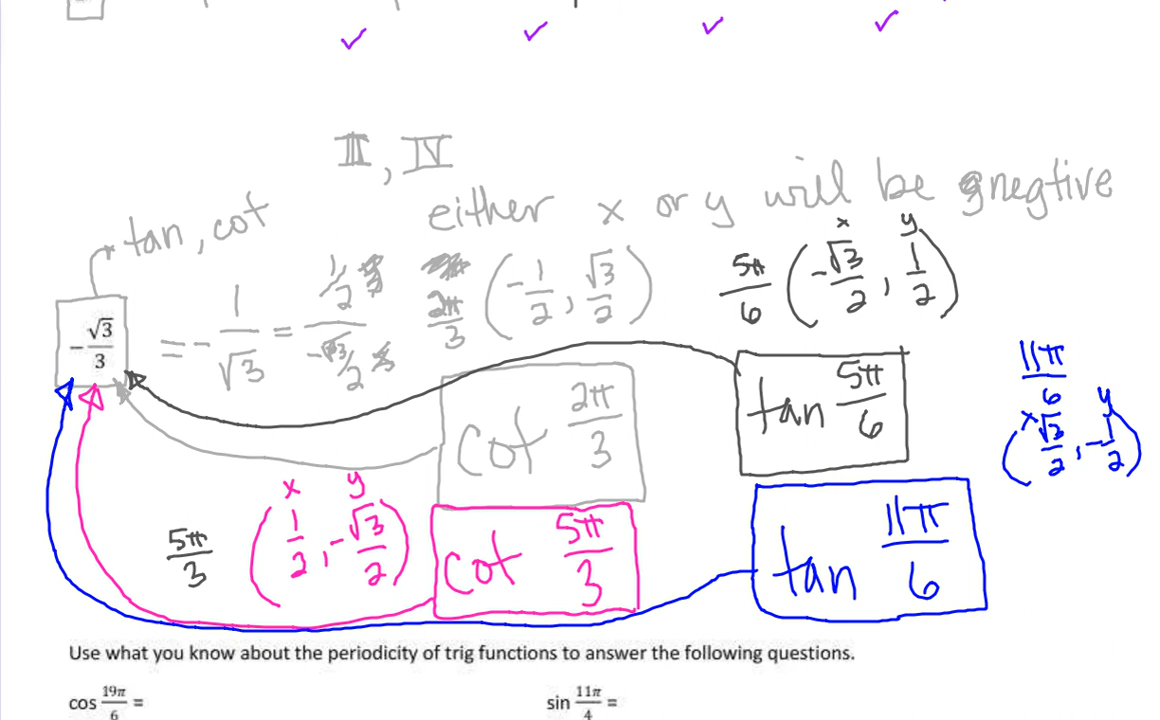 II, IV
either x or y will be negtive
tan, cot
-√3/3 = -1/√3 = (1/2)/(-√3/2)
2π/3 (-1/2, √3/2)
x y
5π/6 (-√3/2, 1/2)
cot 2π/3
tan 5π/6
11π/6
x y
(√3/2, -1/2)
x y
5π/3 (1/2, -√3/2)
cot 5π/3
tan 11π/6
Use what you know about the periodicity of trig functions to answer the following questions.
cos 19π/6 =
sin 11π/4 =